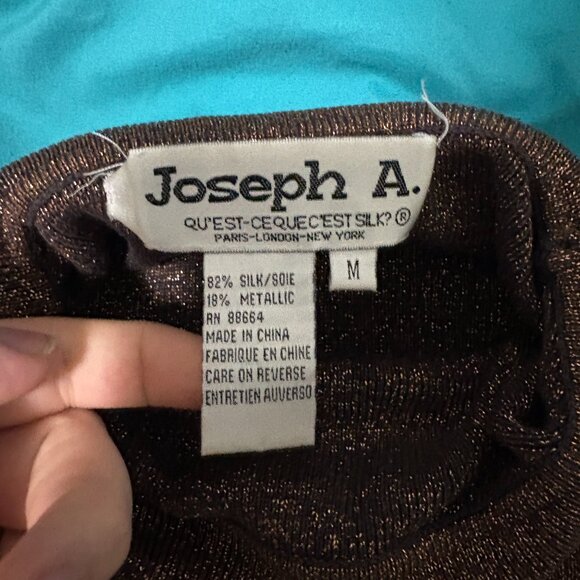 Joseph A.
QU'EST-CEQUEC'EST SILK?®
PARIS-LONDON-NEW YORK
M
82% SILK/SOIE
18% METALLIC
RN 88664
MADE IN CHINA
FABRIQUE EN CHINE
CARE ON REVERSE
ENTRETIEN AUVERSO